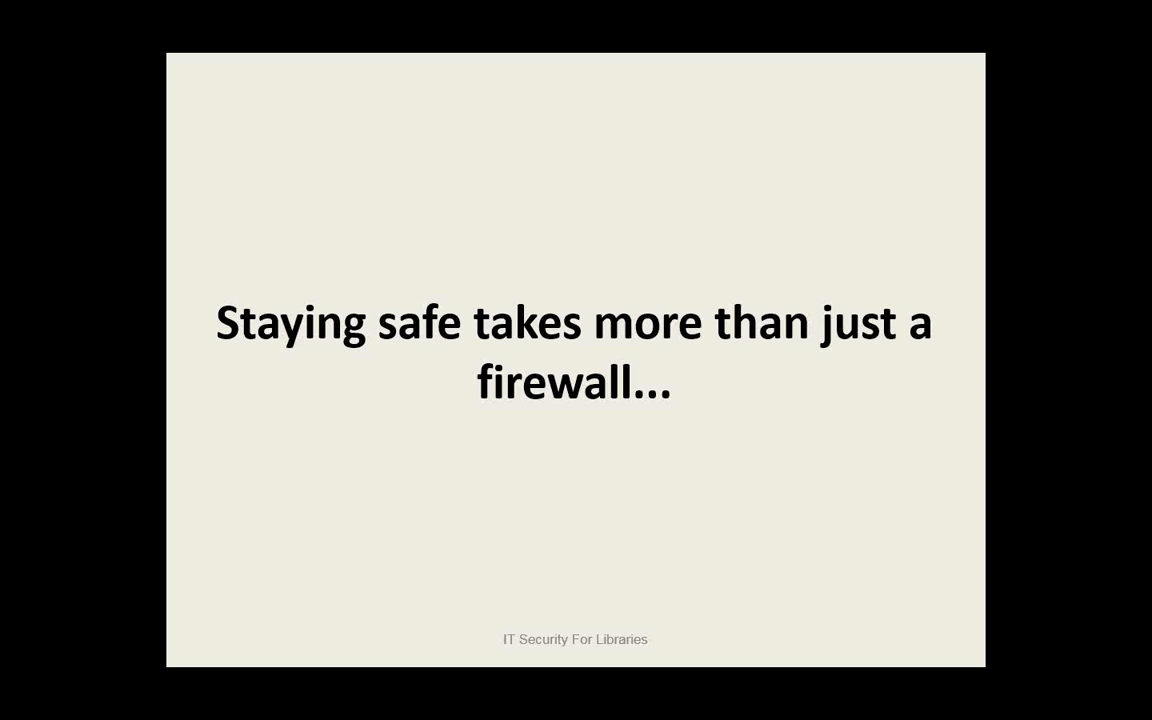 Staying safe takes more than just a
firewall...
IT Security For Libraries